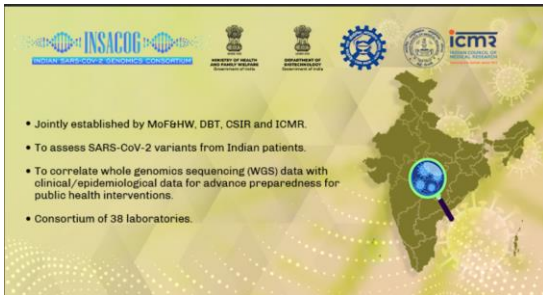 INSACOG
INDIAN SARS-COV-2 GENOMICS CONSORTIUM
MINISTRY OF HEALTH
AND FAMILY WELFARE
Government of India
DEPARTMENT OF
BIOTECHNOLOGY
Government of India
icmr
INDIAN COUNCIL OF
MEDICAL RESEARCH
• Jointly established by MoF&HW, DBT, CSIR and ICMR.
• To assess SARS-CoV-2 variants from Indian patients.
• To correlate whole genomics sequencing (WGS) data with
clinical/epidemiological data for advance preparedness for
public health interventions.
• Consortium of 38 laboratories.